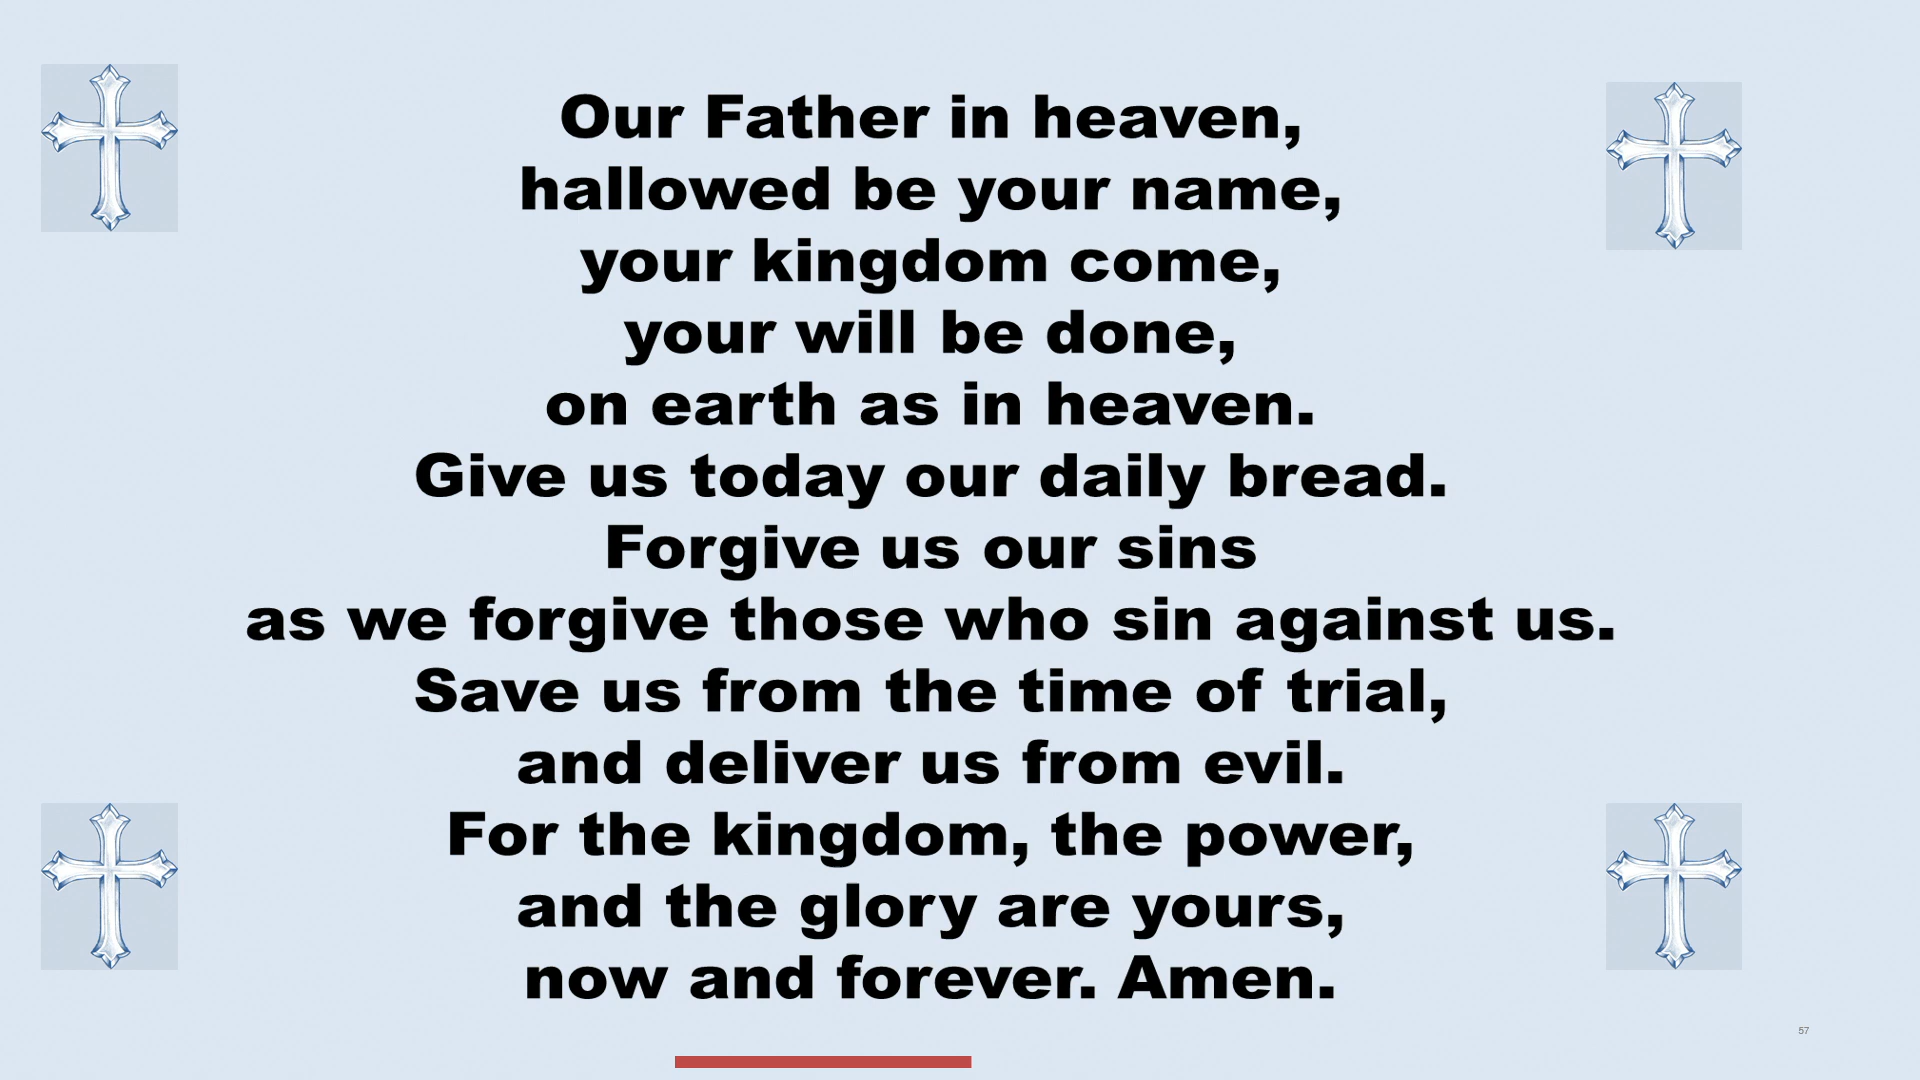 Our Father in heaven,
hallowed be your name,
your kingdom come,
your will be done,
on earth as in heaven.
Give us today our daily bread.
Forgive us our sins
as we forgive those who sin against us.
Save us from the time of trial,
and deliver us from evil.
For the kingdom, the power,
and the glory are yours,
now and forever. Amen.
57